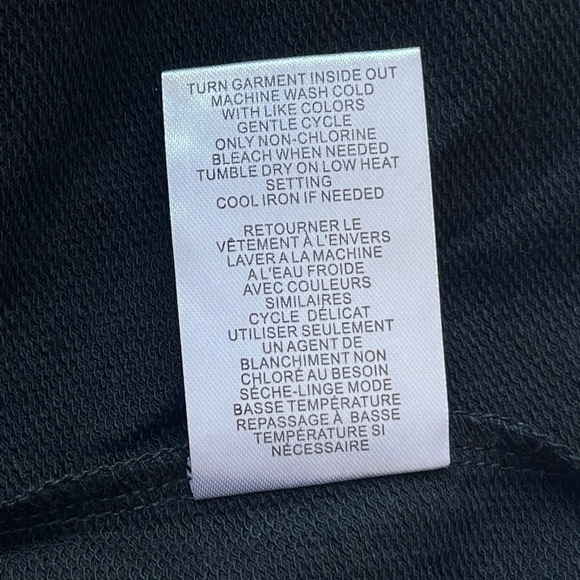 TURN GARMENT INSIDE OUT
MACHINE WASH COLD
WITH LIKE COLORS
GENTLE CYCLE
ONLY NON-CHLORINE
BLEACH WHEN NEEDED
TUMBLE DRY ON LOW HEAT
SETTING
COOL IRON IF NEEDED
RETOURNER LE
VÊTEMENT À L'ENVERS
LAVER A LA MACHINE
A L'EAU FROIDE
AVEC COULEURS
SIMILAIRES
CYCLE DÉLICAT
UTILISER SEULEMENT
UN AGENT DE
BLANCHIMENT NON
CHLORÉ AU BESOIN
SÉCHE-LINGE MODE
BASSE TEMPÉRATURE
REPASSAGE À BASSE
TEMPÉRATURE SI
NÉCESSAIRE